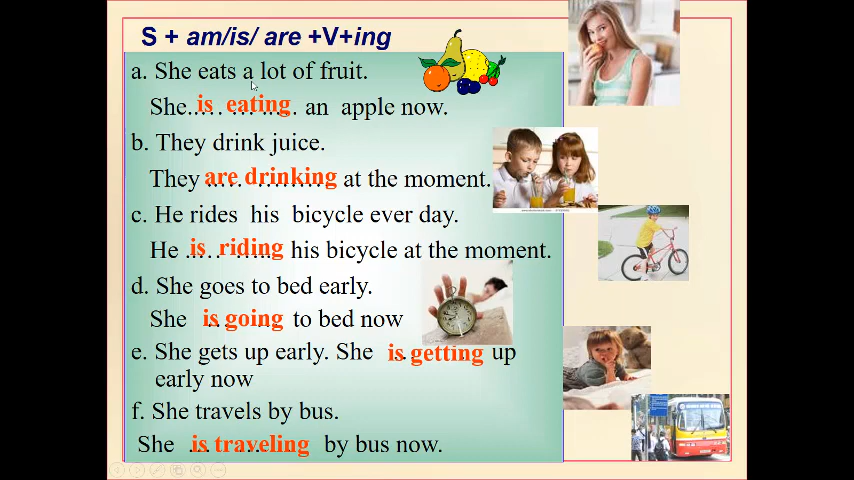 S + am/is/ are +V+ing
a. She eats a lot of fruit.
She..... is eating . an apple now.
b. They drink juice.
They are drinking at the moment.
c. He rides his bicycle ever day.
He ..... is riding his bicycle at the moment.
d. She goes to bed early.
She is going to bed now
e. She gets up early. She is getting up
early now
f. She travels by bus.
She is traveling by bus now.